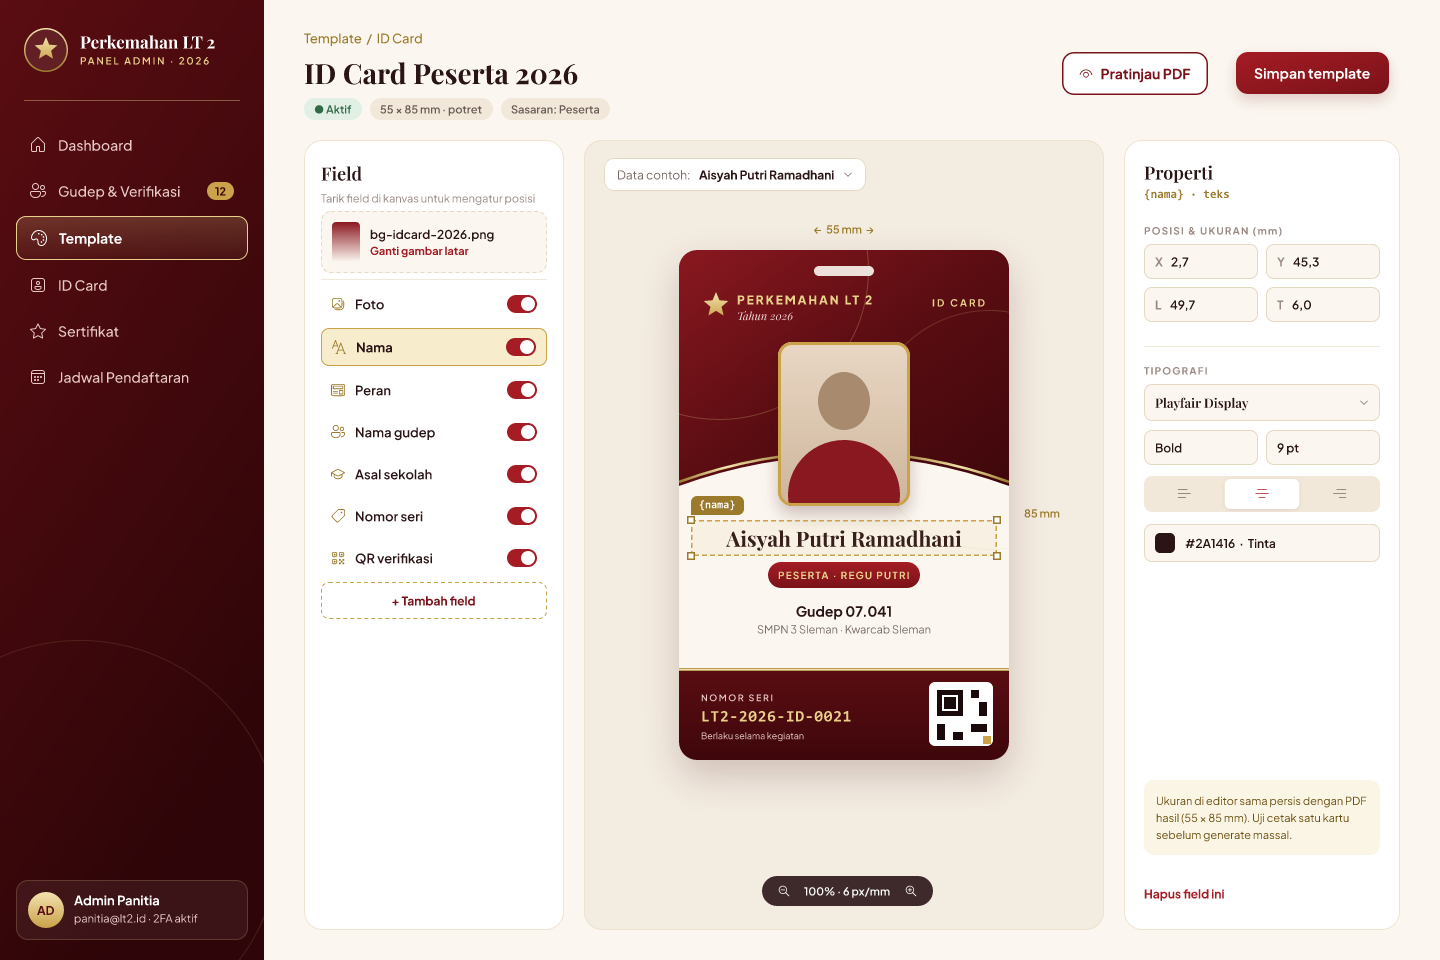 Perkemahan LT 2
PANEL ADMIN · 2026
Dashboard
Gudep & Verifikasi 12
Template
ID Card
Sertifikat
Jadwal Pendaftaran
AD
Admin Panitia
panitia@lt2.id · 2FA aktif
Template / ID Card
ID Card Peserta 2026
Aktif
55 × 85 mm · potret
Sasaran: Peserta
Pratinjau PDF
Simpan template
Field
Tarik field di kanvas untuk mengatur posisi
bg-idcard-2026.png
Ganti gambar latar
Foto
Nama
Peran
Nama gudep
Asal sekolah
Nomor seri
QR verifikasi
+ Tambah field
Data contoh: Aisyah Putri Ramadhani
← 55 mm →
PERKEMAHAN LT 2
Tahun 2026
ID CARD
{nama}
Aisyah Putri Ramadhani
85 mm
PESERTA · REGU PUTRI
Gudep 07.041
SMPN 3 Sleman · Kwarcab Sleman
NOMOR SERI
LT2-2026-ID-0021
Berlaku selama kegiatan
100% · 6 px/mm
Properti
{nama} · teks
POSISI & UKURAN (mm)
X 2,7
Y 45,3
L 49,7
T 6,0
TIPOGRAFI
Playfair Display
Bold
9 pt
#2A1416 · Tinta
Ukuran di editor sama persis dengan PDF
hasil (55 × 85 mm). Uji cetak satu kartu
sebelum generate massal.
Hapus field ini